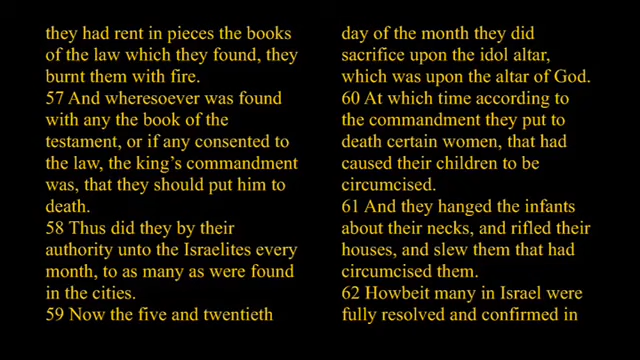 they had rent in pieces the books
of the law which they found, they
burnt them with fire.
57 And wheresoever was found
with any the book of the
testament, or if any consented to
the law, the king's commandment
was, that they should put him to
death.
58 Thus did they by their
authority unto the Israelites every
month, to as many as were found
in the cities.
59 Now the five and twentieth
day of the month they did
sacrifice upon the idol altar,
which was upon the altar of God.
60 At which time according to
the commandment they put to
death certain women, that had
caused their children to be
circumcised.
61 And they hanged the infants
about their necks, and rifled their
houses, and slew them that had
circumcised them.
62 Howbeit many in Israel were
fully resolved and confirmed in